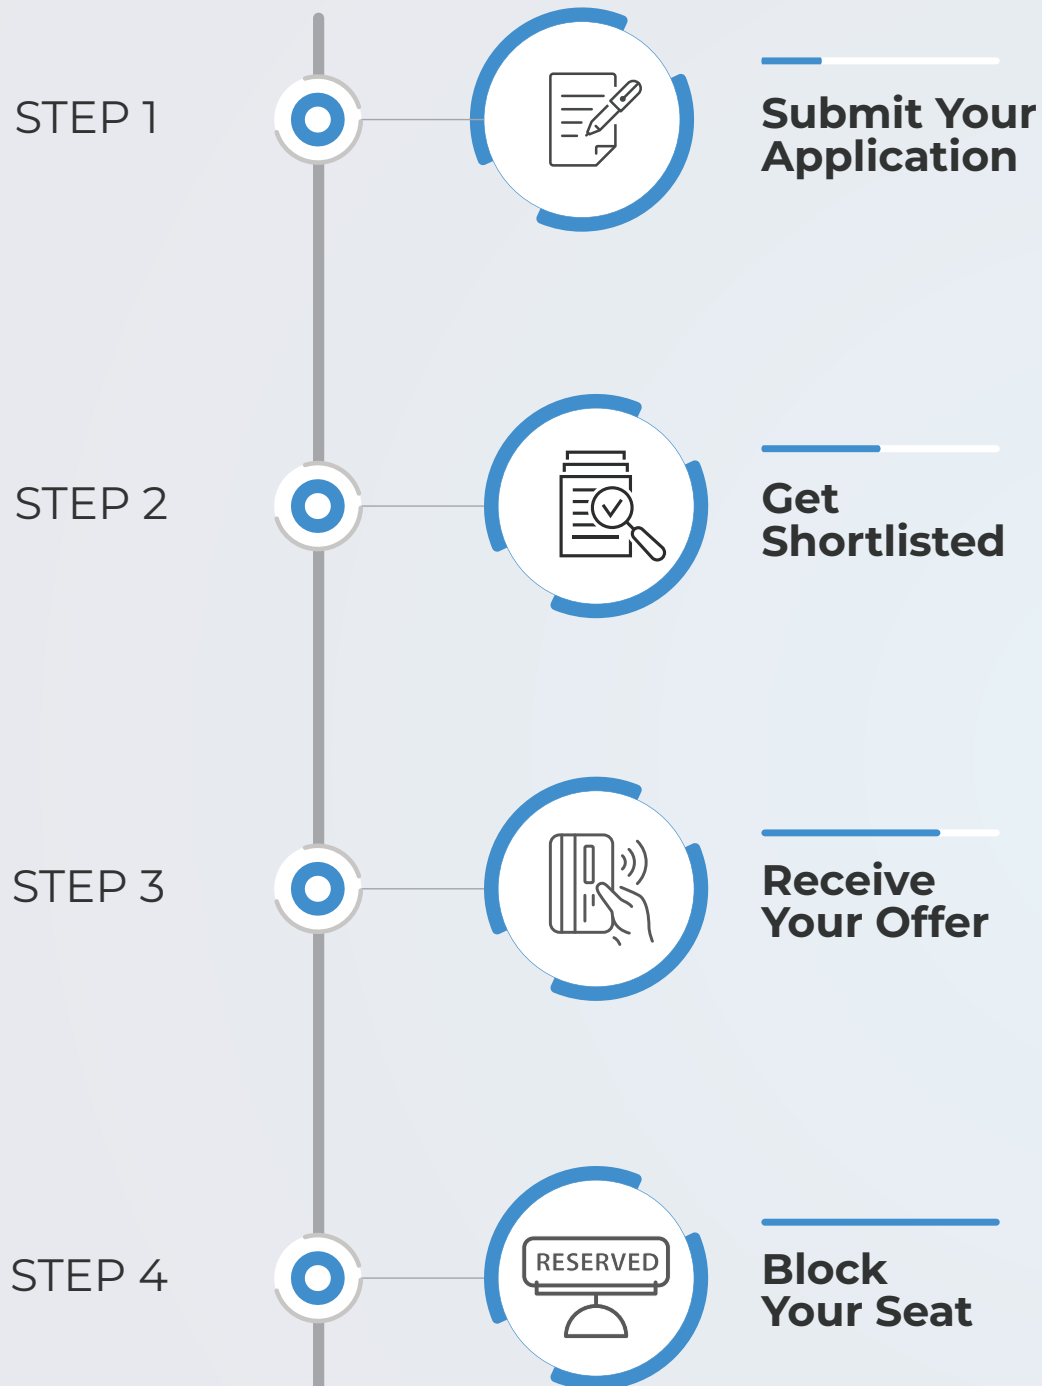 STEP 1
Submit Your
Application
STEP 2
Get
Shortlisted
STEP 3
Receive
Your Offer
STEP 4
RESERVED
Block
Your Seat